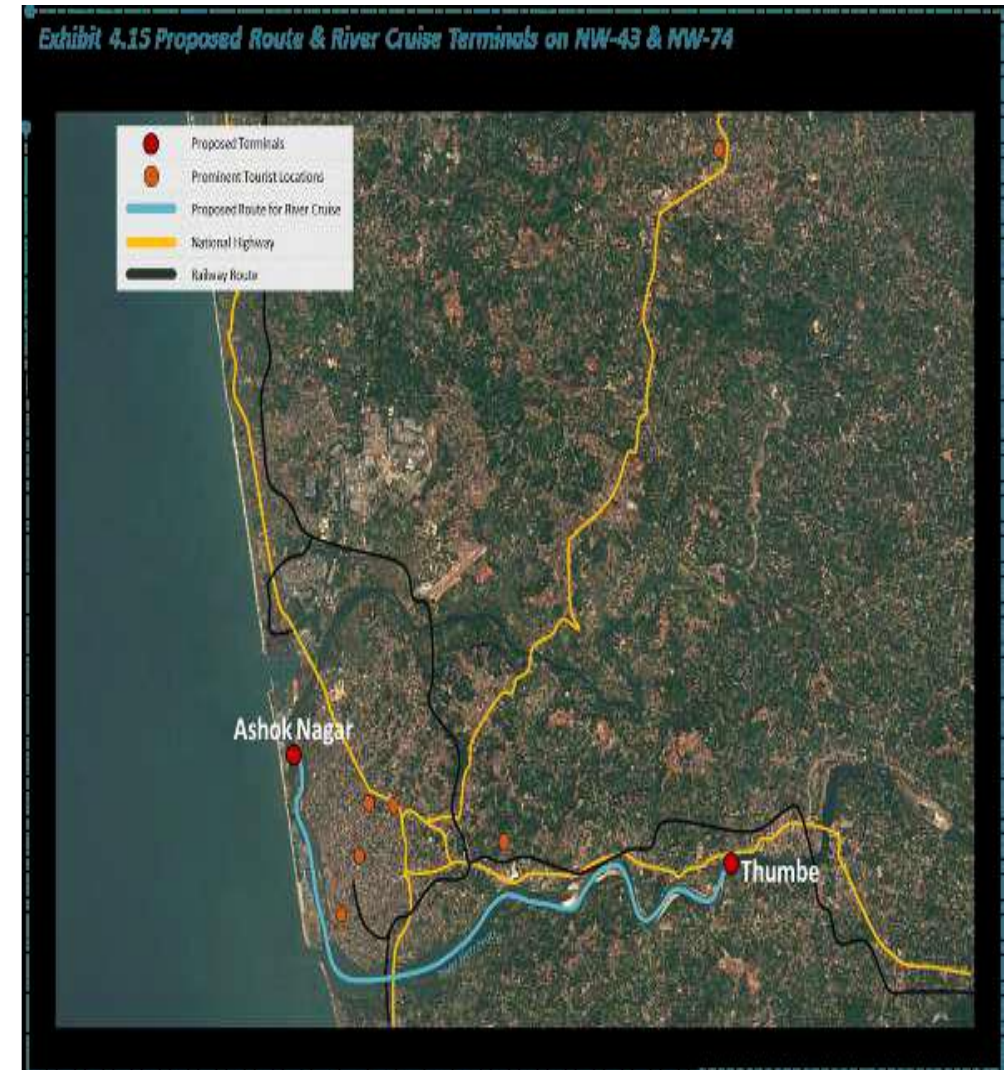 Exhibit 4.15 Proposed Route & River Cruise Terminals on NW-43 & NW-74
Proposed Terminals
Prominent Tourist Locations
Proposed Route for River Cruise
National Highway
Railway Route
Ashok Nagar
Thumbe